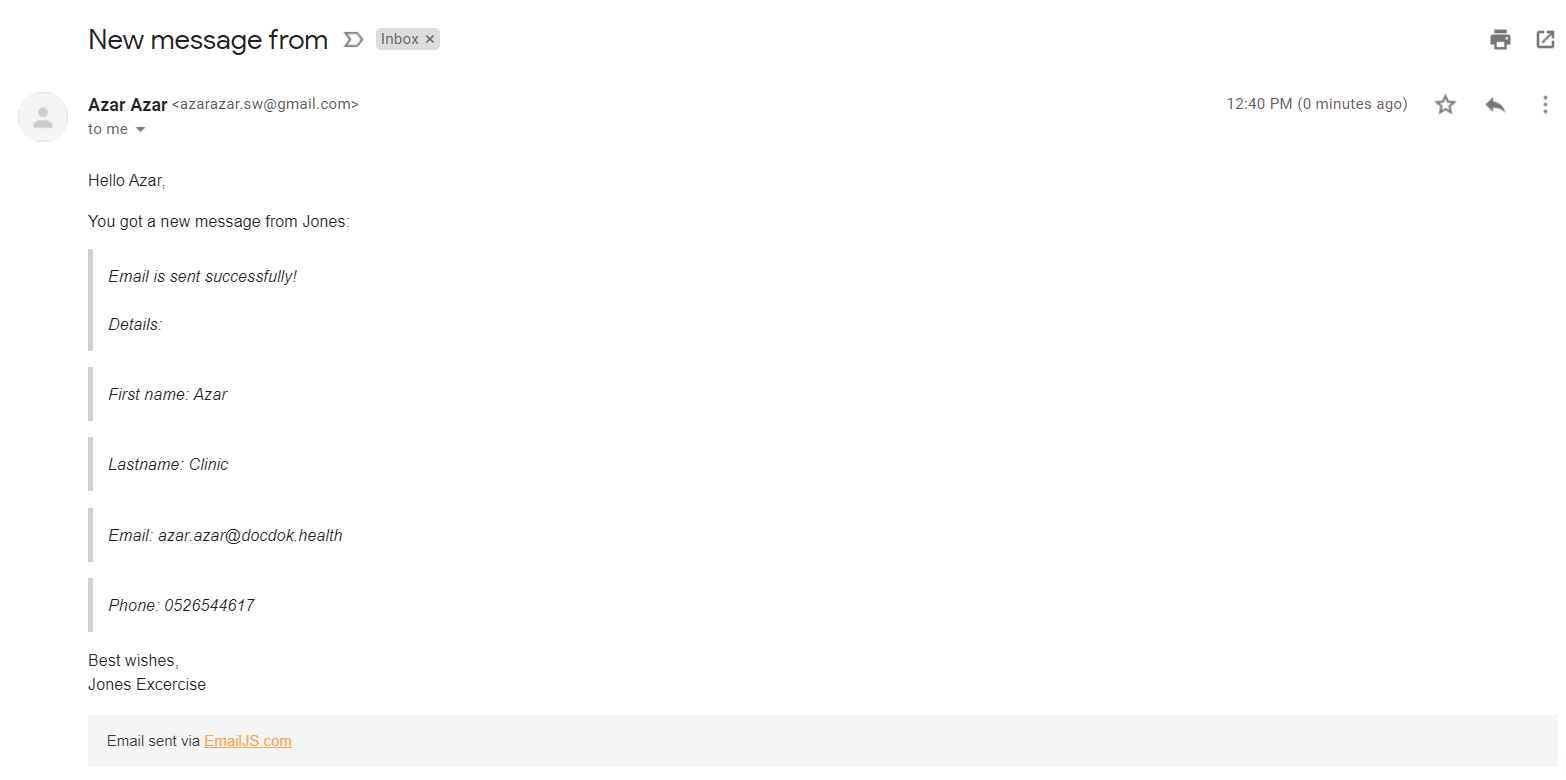 New message from
Inbox ×
Azar Azar <azarazar.sw@gmail.com>
12:40 PM (0 minutes ago)
to me
Hello Azar,
You got a new message from Jones:
Email is sent successfully!
Details:
First name: Azar
Lastname: Clinic
Email: azar.azar@docdok.health
Phone: 0526544617
Best wishes,
Jones Excercise
Email sent via EmailJS.com